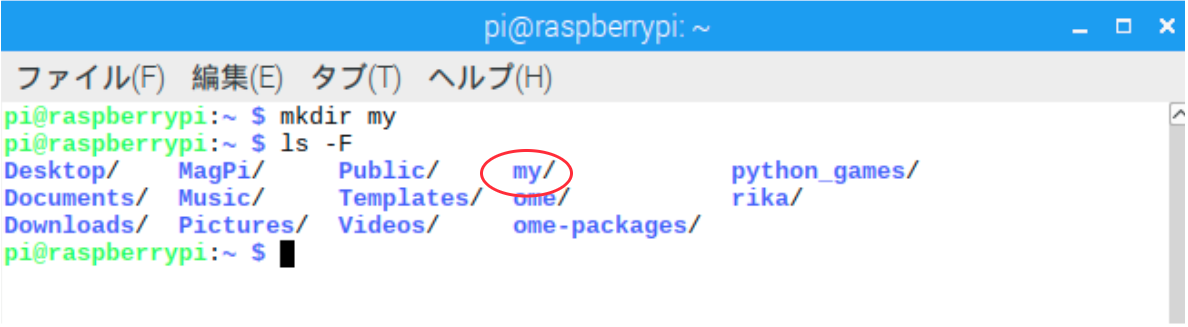 pi@raspberrypi: ~
ファイル(F) 編集(E) タブ(T) ヘルプ(H)
pi@raspberrypi:~ $ mkdir my
pi@raspberrypi:~ $ ls -F
Desktop/ MagPi/ Public/ my/ python_games/
Documents/ Music/ Templates/ ome/ rika/
Downloads/ Pictures/ Videos/ ome-packages/
pi@raspberrypi:~ $